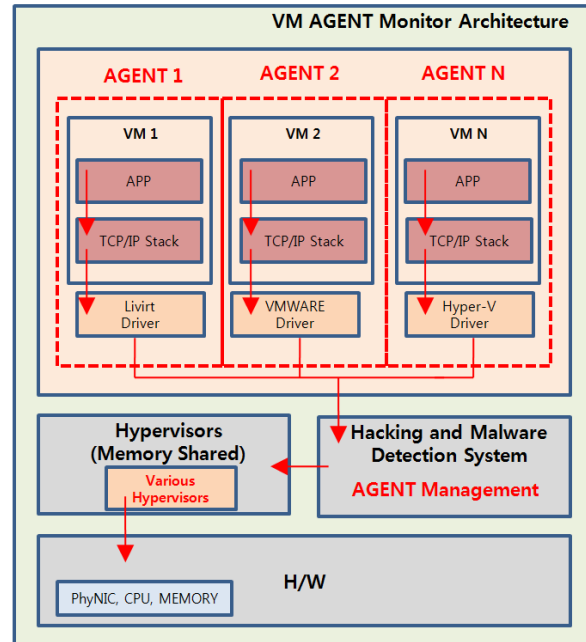 VM AGENT Monitor Architecture
AGENT 1
AGENT 2
AGENT N
VM 1
VM 2
VM N
APP
APP
APP
TCP/IP Stack
TCP/IP Stack
TCP/IP Stack
Livirt
Driver
VMWARE
Driver
Hyper-V
Driver
Hypervisors
(Memory Shared)
Various
Hypervisors
Hacking and Malware
Detection System
AGENT Management
H/W
PhyNIC, CPU, MEMORY